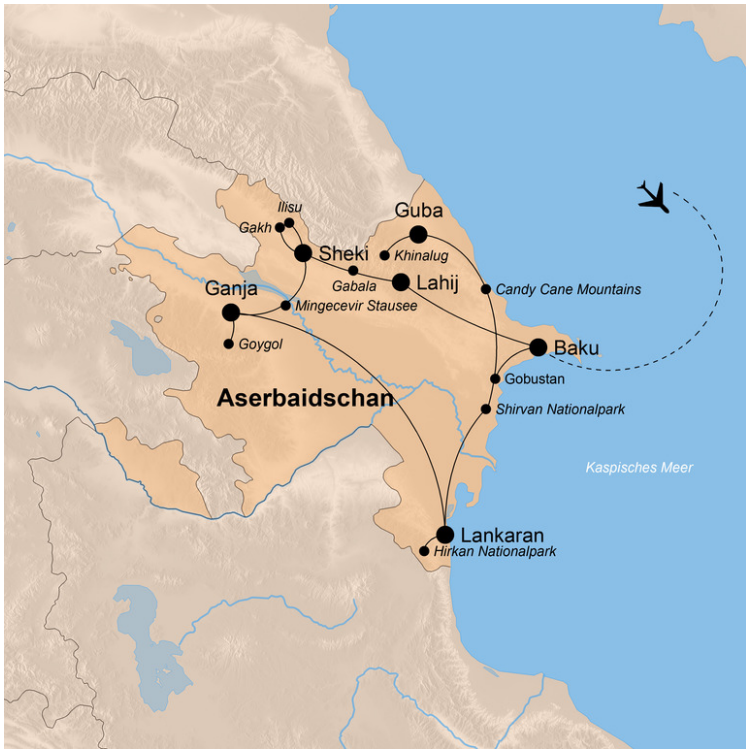 Ilisu
Guba
Gakh
Sheki
Khinalug
Gabala
Lahij
Ganja
Candy Cane Mountains
Mingecevir Stausee
Goygol
Baku
Gobustan
Aserbaidschan
Shirvan Nationalpark
Kaspisches Meer
Lankaran
Hirkan Nationalpark